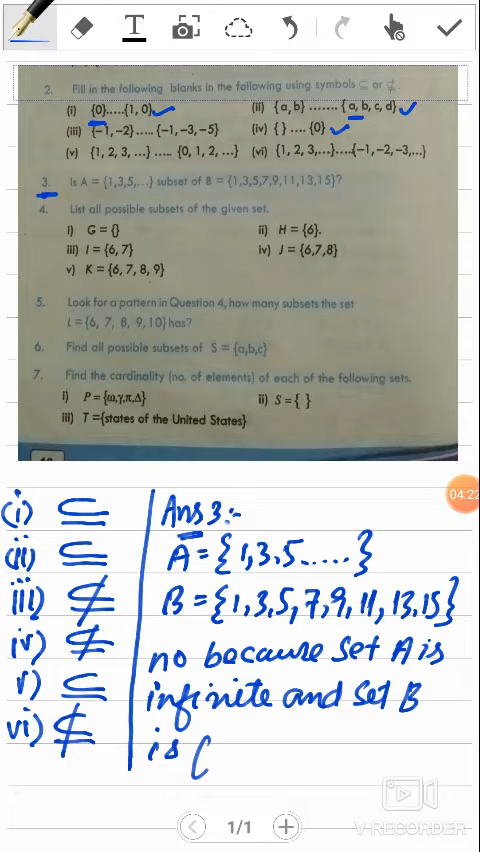 T
2. Fill in the following blanks in the following using symbols ⊆ or ⊄.
(i) {0}.....{1, 0}
(ii) {a, b} ....... {a, b, c, d}
(iii) {-1, -2} ..... {-1, -3, -5}
(iv) { } .... {0}
(v) {1, 2, 3, ...} ..... {0, 1, 2, ...}
(vi) {1, 2, 3,...}....{-1, -2, -3, ...}
3. Is A = {1,3,5,...} subset of B = {1,3,5,7,9,11,13,15}?
4. List all possible subsets of the given set.
i) G = {}
ii) H = {6}.
iii) I = {6, 7}
iv) J = {6,7,8}
v) K = {6, 7, 8, 9}
5. Look for a pattern in Question 4, how many subsets the set
L = {6, 7, 8, 9, 10} has?
6. Find all possible subsets of S = {a,b,c}
7. Find the cardinality (no. of elements) of each of the following sets.
i) P = {ω,γ,π,Δ}
ii) S = { }
iii) T = {states of the United States}
(i) ⊆
(ii) ⊆
iii) ⊈
iv) ⊈
v) ⊆
vi) ⊈
Ans 3:-
A = {1,3,5.....}
B = {1,3,5,7,9,11,13,15}
no because set A is
infinite and set B
is
04:22
1/1
V-RECORDER